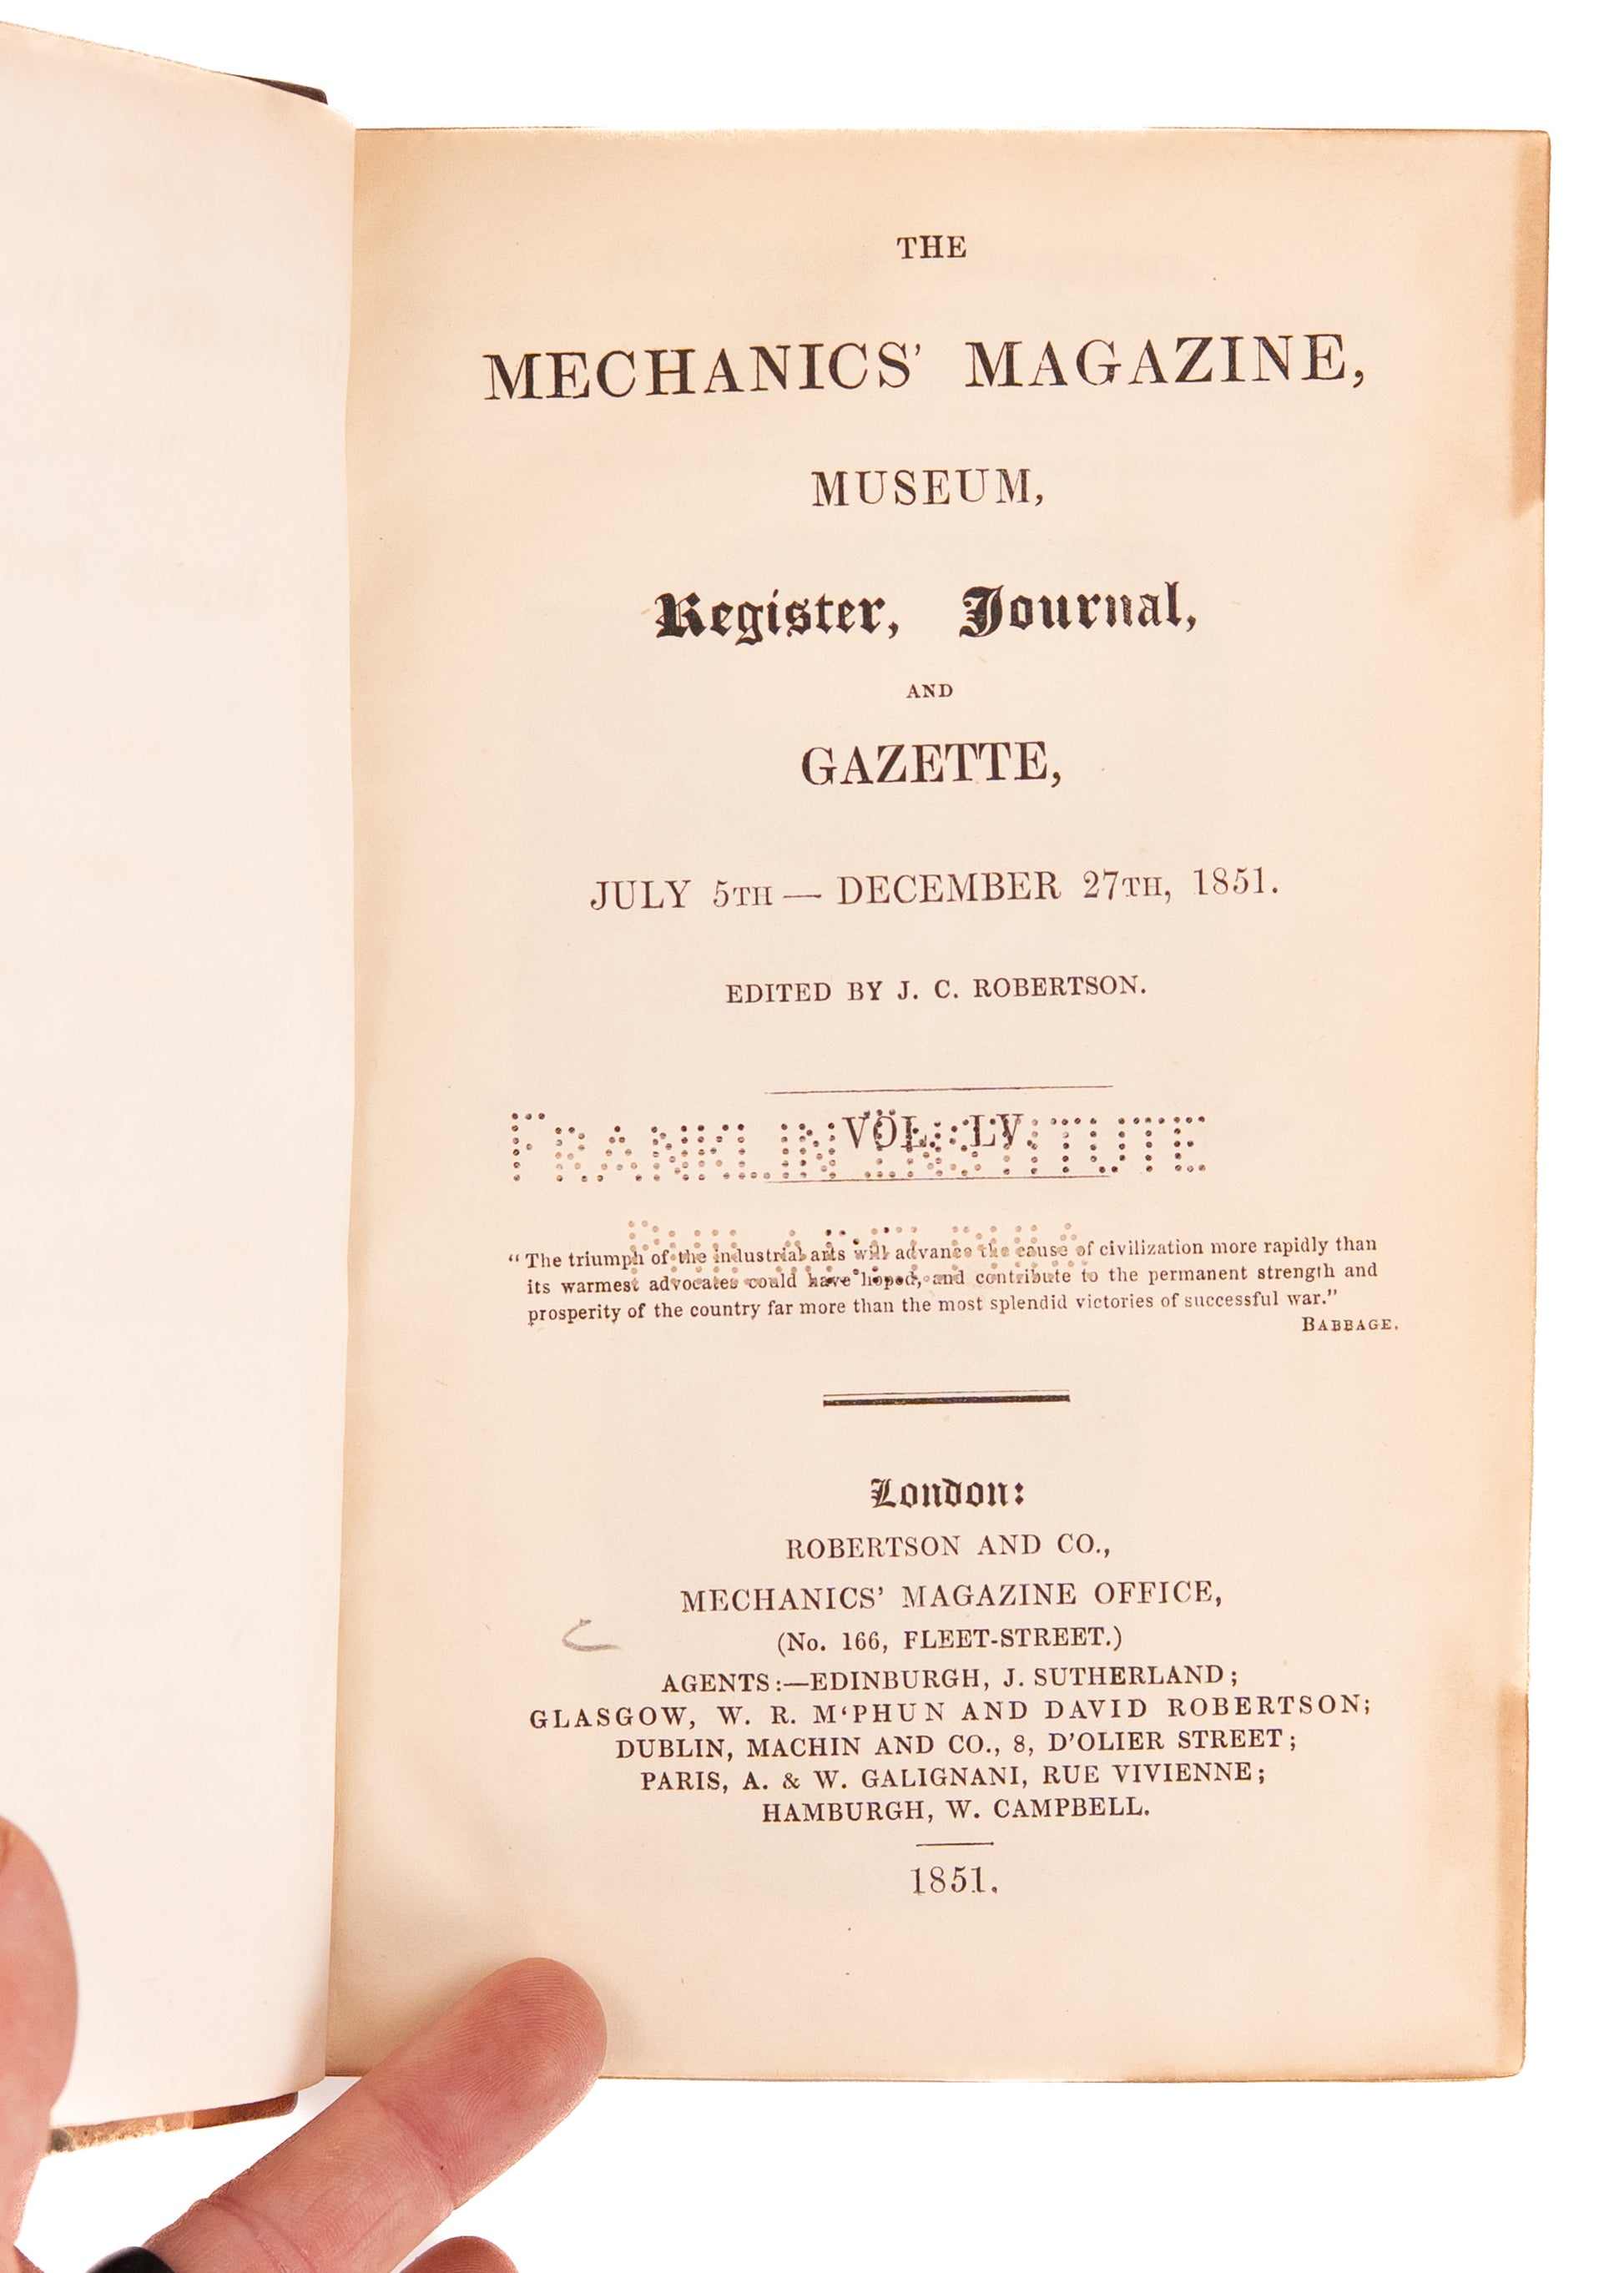 THE
MECHANICS' MAGAZINE,
MUSEUM,
Register, Journal,
AND
GAZETTE,
JULY 5TH — DECEMBER 27TH, 1851.
EDITED BY J. C. ROBERTSON.
VOL. LV.
FRANKLIN INSTITUTE
"The triumph of the industrial arts will advance the cause of civilization more rapidly than
its warmest advocates could have hoped, and contribute to the permanent strength and
prosperity of the country far more than the most splendid victories of successful war."
BABBAGE.
London:
ROBERTSON AND CO.,
MECHANICS' MAGAZINE OFFICE,
(No. 166, FLEET-STREET.)
AGENTS:—EDINBURGH, J. SUTHERLAND;
GLASGOW, W. R. M‘PHUN AND DAVID ROBERTSON;
DUBLIN, MACHIN AND CO., 8, D'OLIER STREET;
PARIS, A. & W. GALIGNANI, RUE VIVIENNE;
HAMBURGH, W. CAMPBELL.
1851.